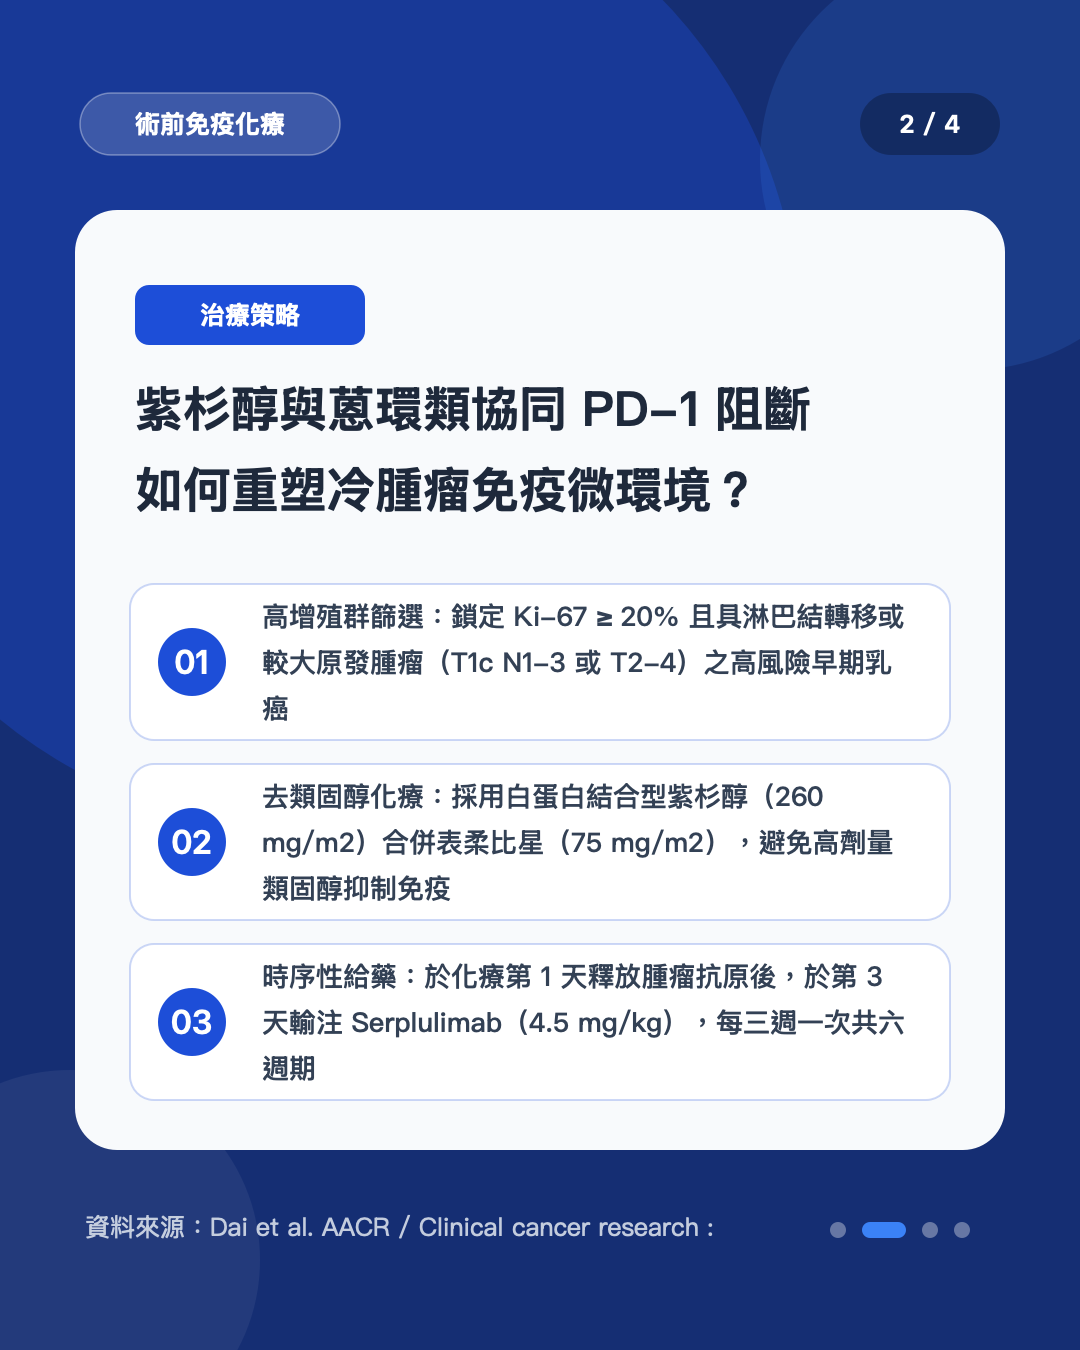 術前免疫化療
2 / 4
治療策略
紫杉醇與蒽環類協同 PD-1 阻斷
如何重塑冷腫瘤免疫微環境？
01
高增殖群篩選：鎖定 Ki-67 ≥ 20% 且具淋巴結轉移或
較大原發腫瘤（T1c N1-3 或 T2-4）之高風險早期乳
癌
02
去類固醇化療：採用白蛋白結合型紫杉醇（260
mg/m2）合併表柔比星（75 mg/m2），避免高劑量
類固醇抑制免疫
03
時序性給藥：於化療第 1 天釋放腫瘤抗原後，於第 3
天輸注 Serplulimab（4.5 mg/kg），每三週一次共六
週期
資料來源：Dai et al. AACR / Clinical cancer research :